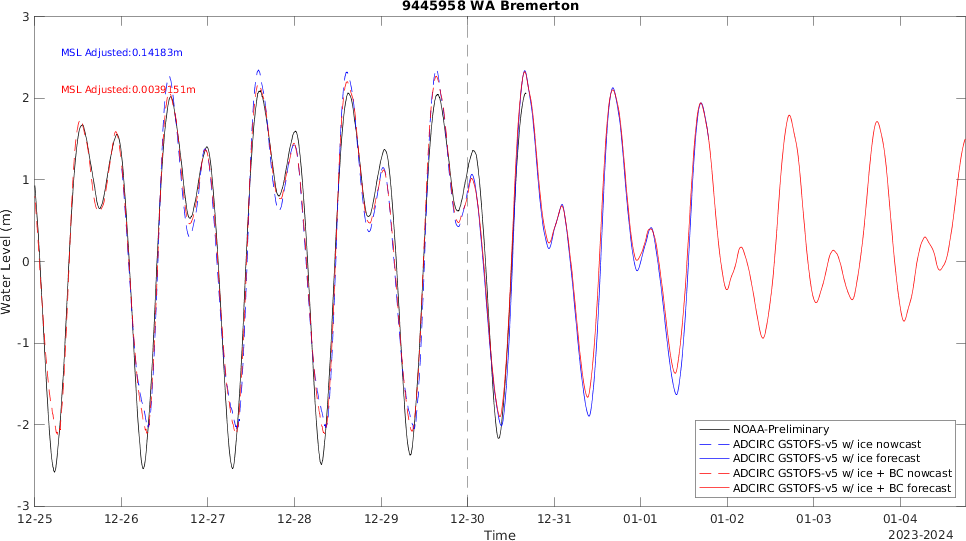 9445958 WA Bremerton
MSL Adjusted:0.14183m
MSL Adjusted:0.0039151m
Water Level (m)
3
2
1
0
-1
-2
-3
NOAA-Preliminary
ADCIRC GSTOFS-v5 w/ ice nowcast
ADCIRC GSTOFS-v5 w/ ice forecast
ADCIRC GSTOFS-v5 w/ ice + BC nowcast
ADCIRC GSTOFS-v5 w/ ice + BC forecast
12-25 12-26 12-27 12-28 12-29 12-30 12-31 01-01 01-02 01-03 01-04
Time
2023-2024